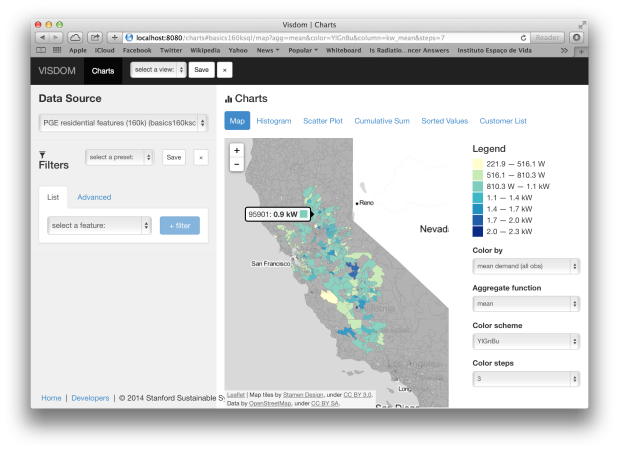 Visdom | Charts
localhost:8080/charts#basics160ksql/map?agg=mean&color=YlGnBu&column=kw_mean&steps=7
Reader
Apple iCloud Facebook Twitter Wikipedia Yahoo News Popular Whiteboard Is Radiatio...ncer Answers Instituto Espaço de Vida
VISDOM Charts select a view: Save ×
Data Source
PGE residential features (160k) (basics160ksc
Filters
select a preset: Save ×
List Advanced
select a feature: + filter
Home | Developers | © 2014 Stanford Sustainable S
Charts
Map Histogram Scatter Plot Cumulative Sum Sorted Values Customer List
+
−
Reno
95901: 0.9 kW
Nevad
San Francisco
Los Angeles
Long
San Diego
Leaflet | Map tiles by Stamen Design, under CC BY 3.0.
Data by OpenStreetMap, under CC BY SA.
Legend
221.9 — 516.1 W
516.1 — 810.3 W
810.3 W — 1.1 kW
1.1 — 1.4 kW
1.4 — 1.7 kW
1.7 — 2.0 kW
2.0 — 2.3 kW
Color by
mean demand (all obs)
Aggregate function
mean
Color scheme
YlGnBu
Color steps
3